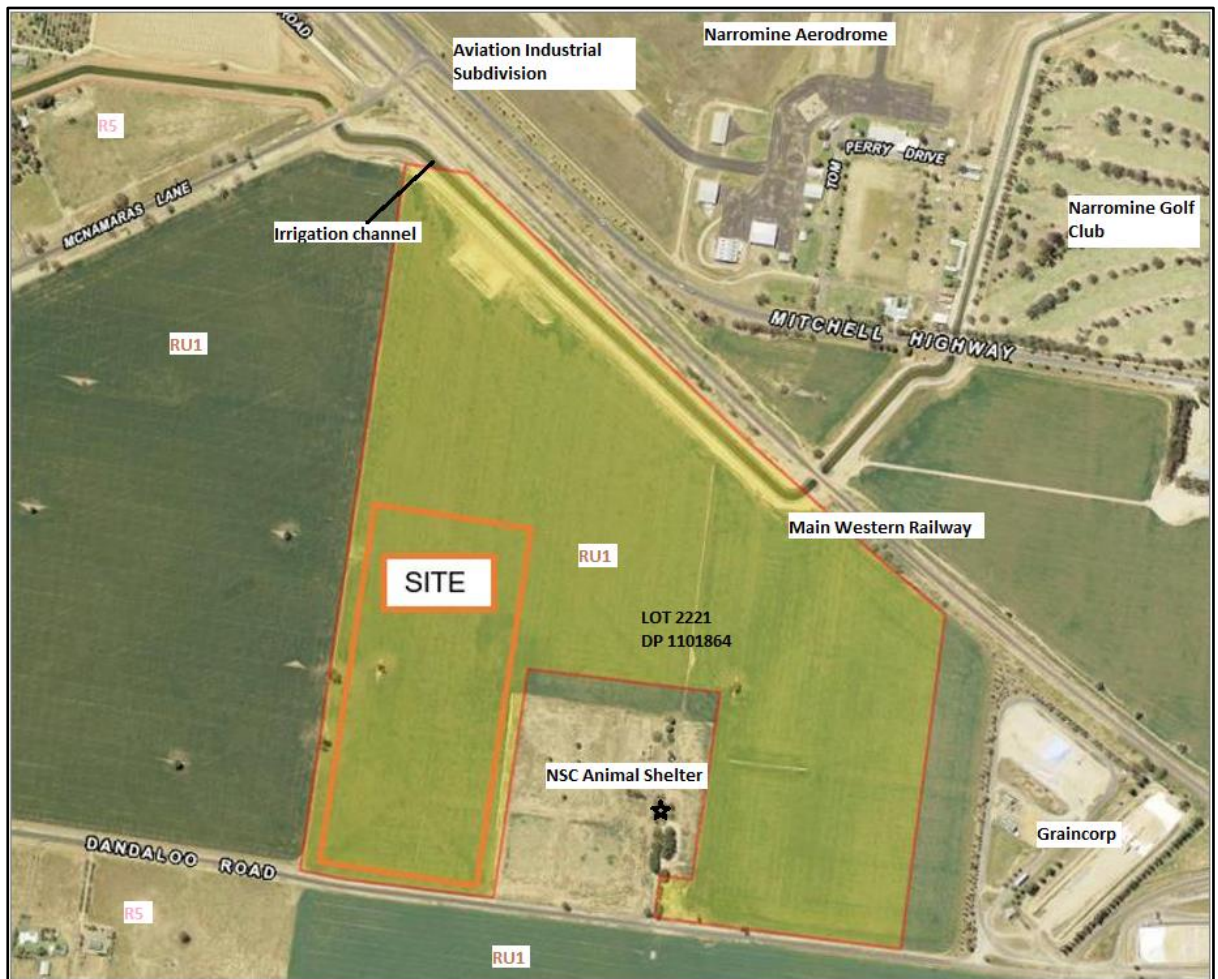 ROAD
Aviation Industrial
Subdivision
Narromine Aerodrome
R5
TOM
PERRY DRIVE
MCNAMARAS LANE
Irrigation channel
Narromine Golf
Club
RU1
MITCHELL HIGHWAY
Main Western Railway
RU1
SITE
LOT 2221
DP 1101864
NSC Animal Shelter
Graincorp
DANDALOO ROAD
R5
RU1